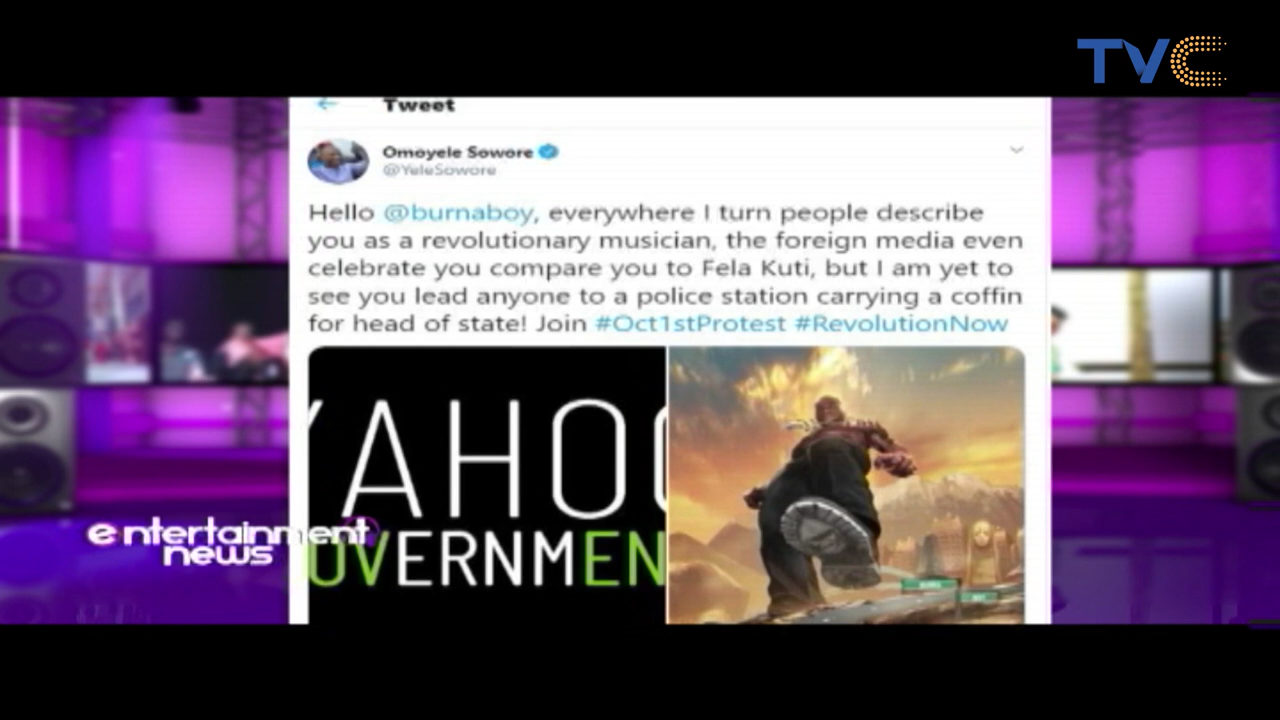 TVC
Tweet
Omoyele Sowore
@YeleSowore
Hello @burnaboy, everywhere I turn people describe
you as a revolutionary musician, the foreign media even
celebrate you compare you to Fela Kuti, but I am yet to
see you lead anyone to a police station carrying a coffin
for head of state! Join #Oct1stProtest #RevolutionNow
YAHOO
OVERNMEN
entertainment
news